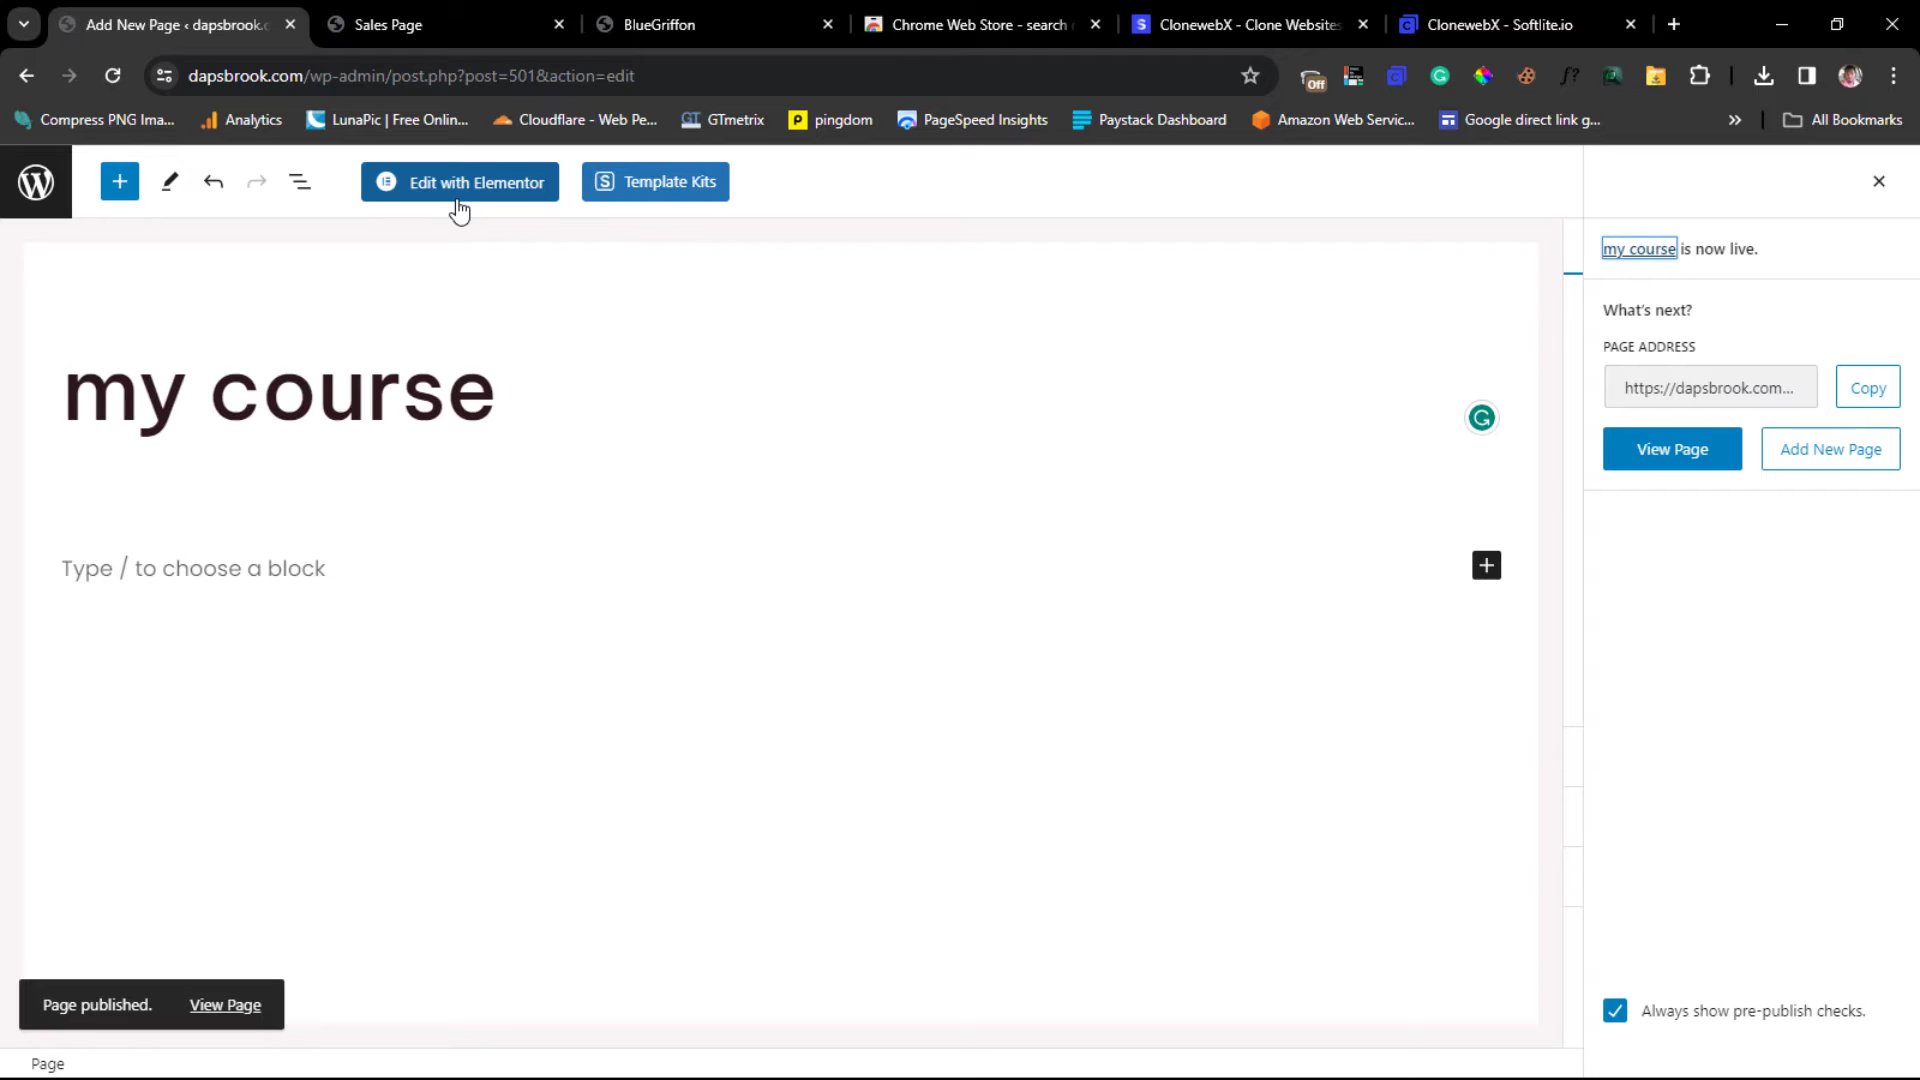 Add New Page ‹ dapsbrook.c
Sales Page
BlueGriffon
Chrome Web Store - search
ClonewebX - Clone Websites
ClonewebX - Softlite.io
dapsbrook.com/wp-admin/post.php?post=501&action=edit
Off
Compress PNG Ima...
Analytics
LunaPic | Free Onlin...
Cloudflare - Web Pe...
GTmetrix
pingdom
PageSpeed Insights
Paystack Dashboard
Amazon Web Servic...
Google direct link g...
»
All Bookmarks
Edit with Elementor
Template Kits
my course is now live.
What's next?
PAGE ADDRESS
https://dapsbrook.com...
Copy
View Page
Add New Page
my course
Type / to choose a block
Page published.
View Page
Always show pre-publish checks.
Page